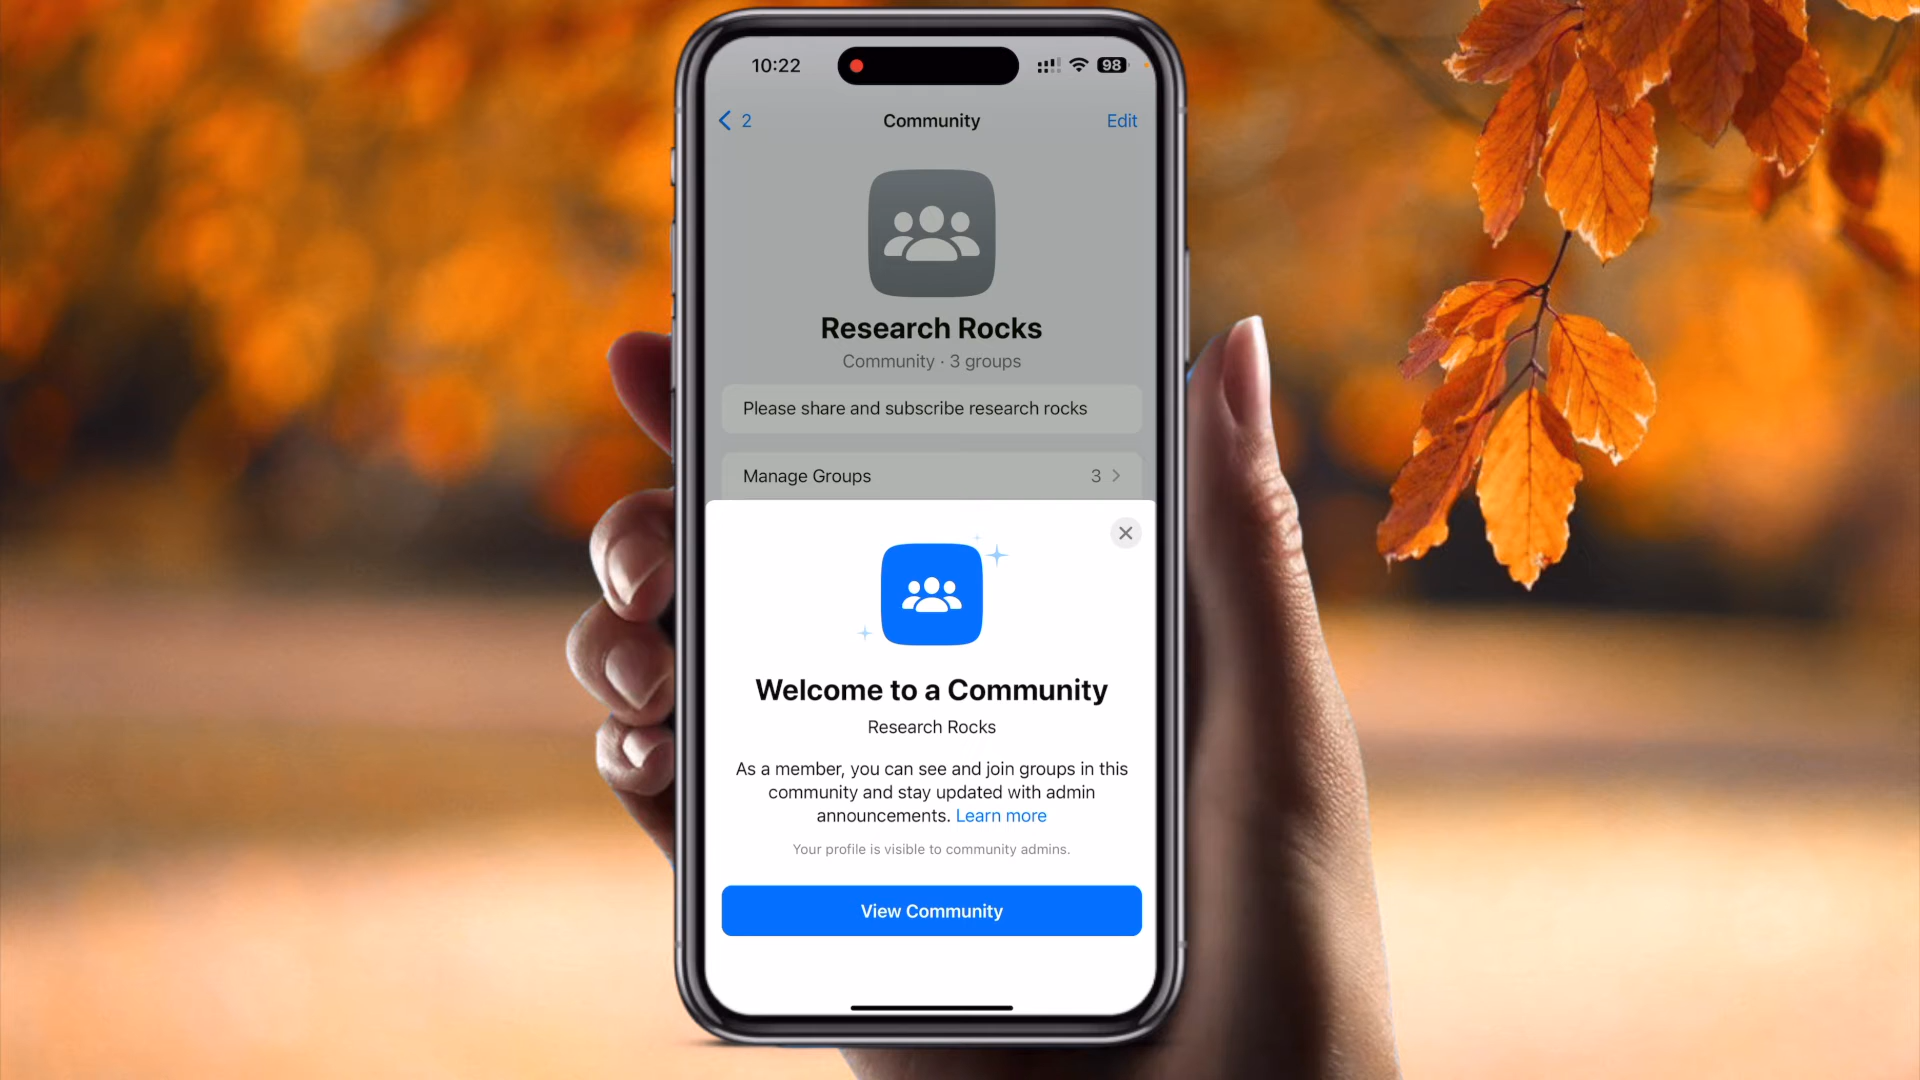 10:22
98
2
Community
Edit
Research Rocks
Community · 3 groups
Please share and subscribe research rocks
Manage Groups
3
Welcome to a Community
Research Rocks
As a member, you can see and join groups in this
community and stay updated with admin
announcements. Learn more
Your profile is visible to community admins.
View Community